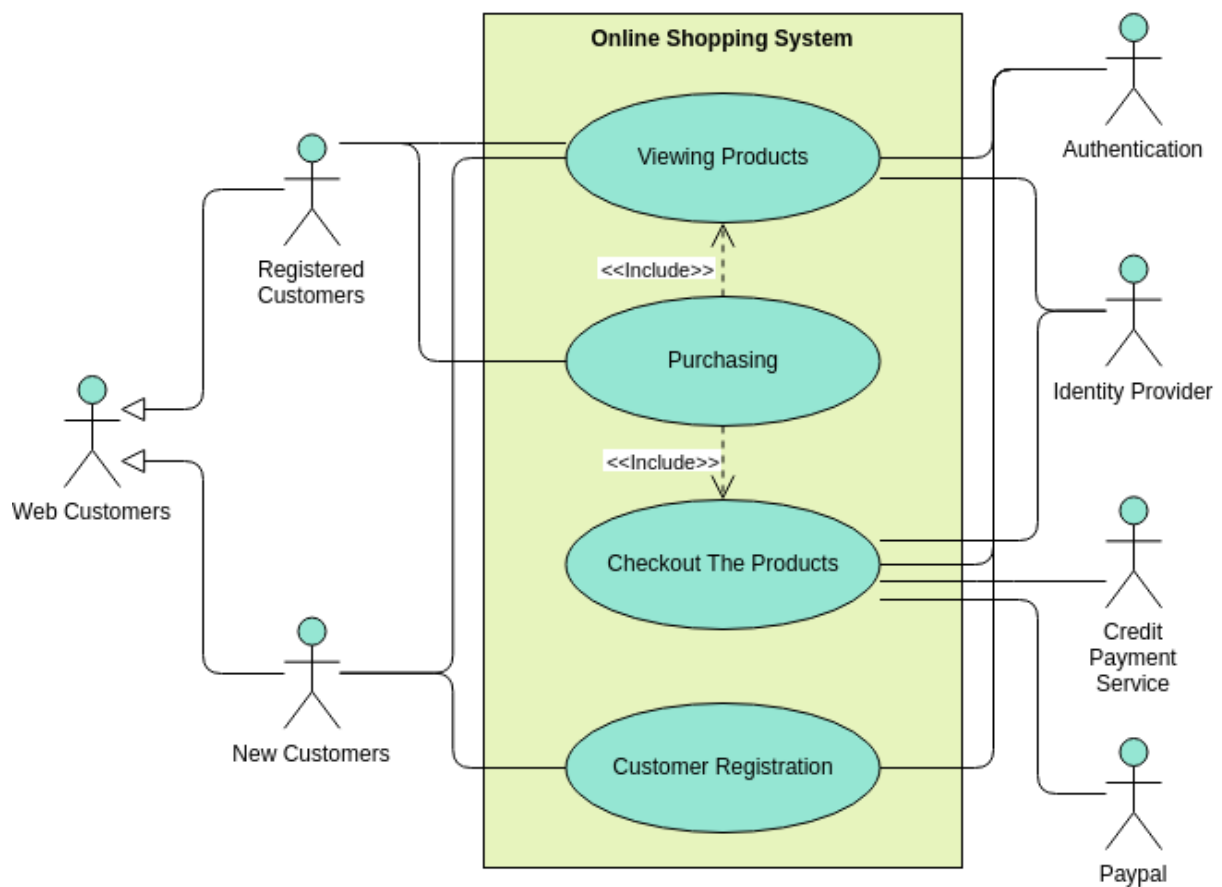 Online Shopping System
Viewing Products
Authentication
Registered
Customers
<<Include>>
Purchasing
Identity Provider
Web Customers
<<Include>>
Checkout The Products
Credit
Payment
Service
New Customers
Customer Registration
Paypal